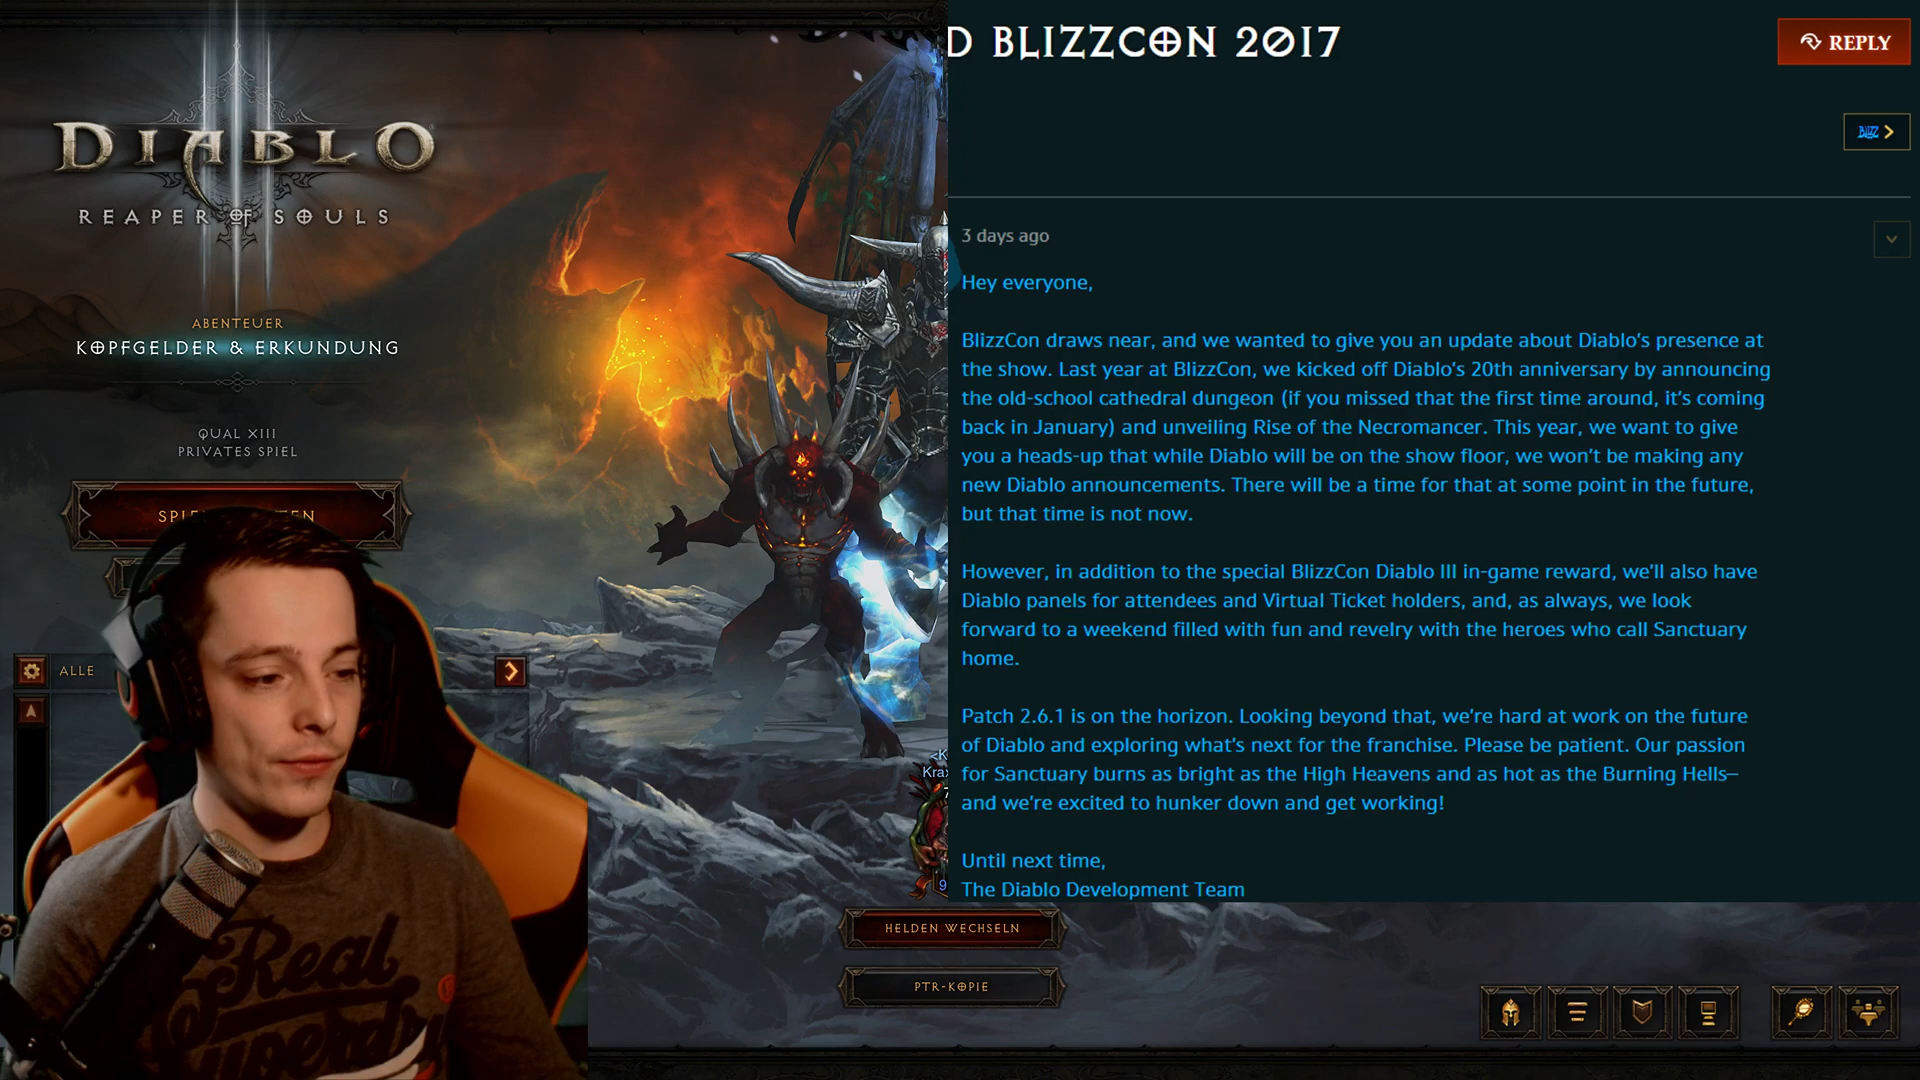 DIABLO
REAPER OF SOULS
ABENTEUER
KOPFGELDER & ERKUNDUNG
QUAL XIII
PRIVATES SPIEL
ALLE
HELDEN WECHSELN
PTR-KOPIE
Real
D BLIZZCON 2017
REPLY
BLIZZ
3 days ago
Hey everyone,
BlizzCon draws near, and we wanted to give you an update about Diablo's presence at
the show. Last year at BlizzCon, we kicked off Diablo's 20th anniversary by announcing
the old-school cathedral dungeon (if you missed that the first time around, it's coming
back in January) and unveiling Rise of the Necromancer. This year, we want to give
you a heads-up that while Diablo will be on the show floor, we won't be making any
new Diablo announcements. There will be a time for that at some point in the future,
but that time is not now.
However, in addition to the special BlizzCon Diablo III in-game reward, we'll also have
Diablo panels for attendees and Virtual Ticket holders, and, as always, we look
forward to a weekend filled with fun and revelry with the heroes who call Sanctuary
home.
Patch 2.6.1 is on the horizon. Looking beyond that, we're hard at work on the future
of Diablo and exploring what's next for the franchise. Please be patient. Our passion
for Sanctuary burns as bright as the High Heavens and as hot as the Burning Hells—
and we're excited to hunker down and get working!
Until next time,
The Diablo Development Team